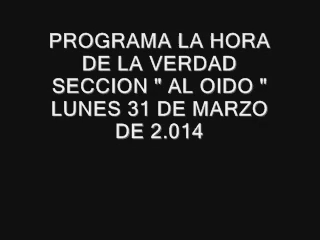 PROGRAMA LA HORA
DE LA VERDAD
SECCION " AL OIDO "
LUNES 31 DE MARZO
DE 2.014